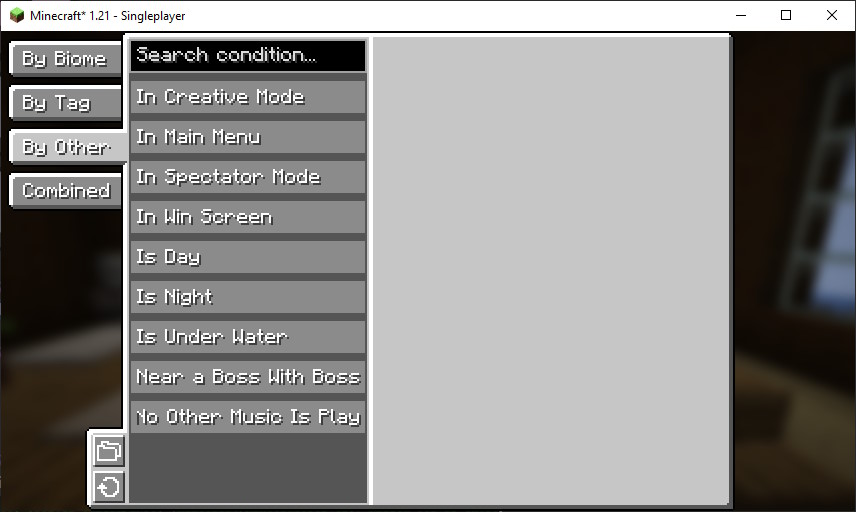 Minecraft* 1.21 - Singleplayer
By Biome
By Tag
By Other
Combined
Search condition...
In Creative Mode
In Main Menu
In Spectator Mode
In Win Screen
Is Day
Is Night
Is Under Water
Near a Boss With Boss
No Other Music Is Play